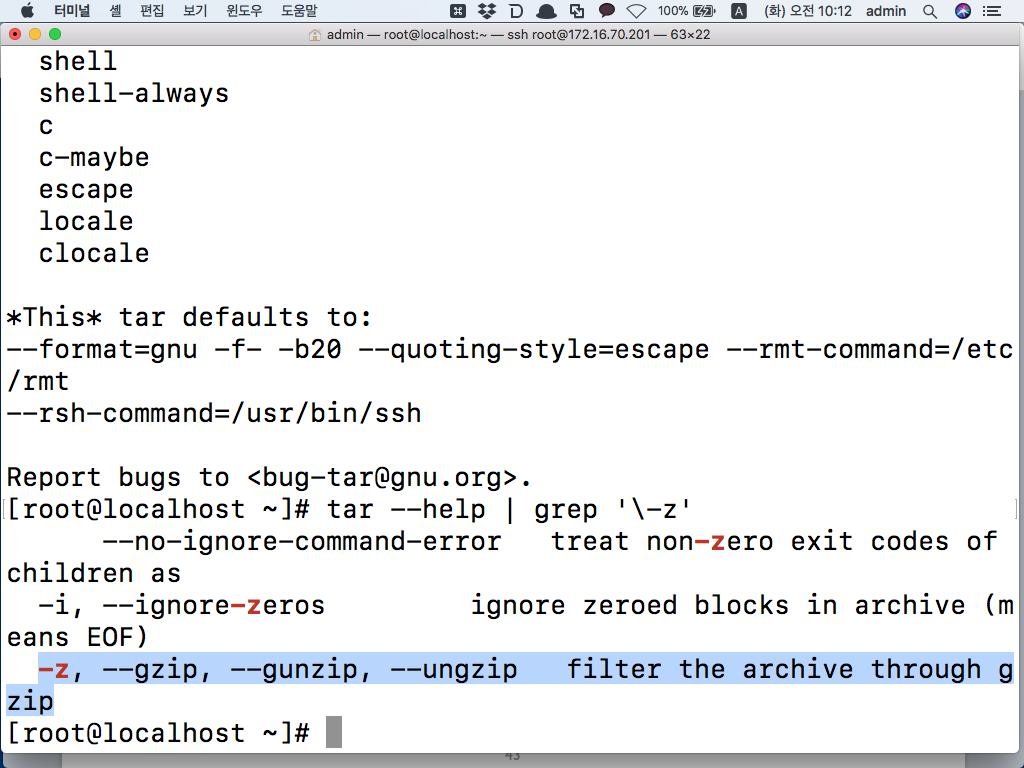 터미널 셸 편집 보기 윈도우 도움말 100% A (화) 오전 10:12 admin
admin — root@localhost:~ — ssh root@172.16.70.201 — 63×22
shell
shell-always
c
c-maybe
escape
locale
clocale
*This* tar defaults to:
--format=gnu -f- -b20 --quoting-style=escape --rmt-command=/etc
/rmt
--rsh-command=/usr/bin/ssh
Report bugs to <bug-tar@gnu.org>.
[root@localhost ~]# tar --help | grep '\-z'
--no-ignore-command-error treat non-zero exit codes of
children as
-i, --ignore-zeros ignore zeroed blocks in archive (m
eans EOF)
-z, --gzip, --gunzip, --ungzip filter the archive through g
zip
[root@localhost ~]#
43